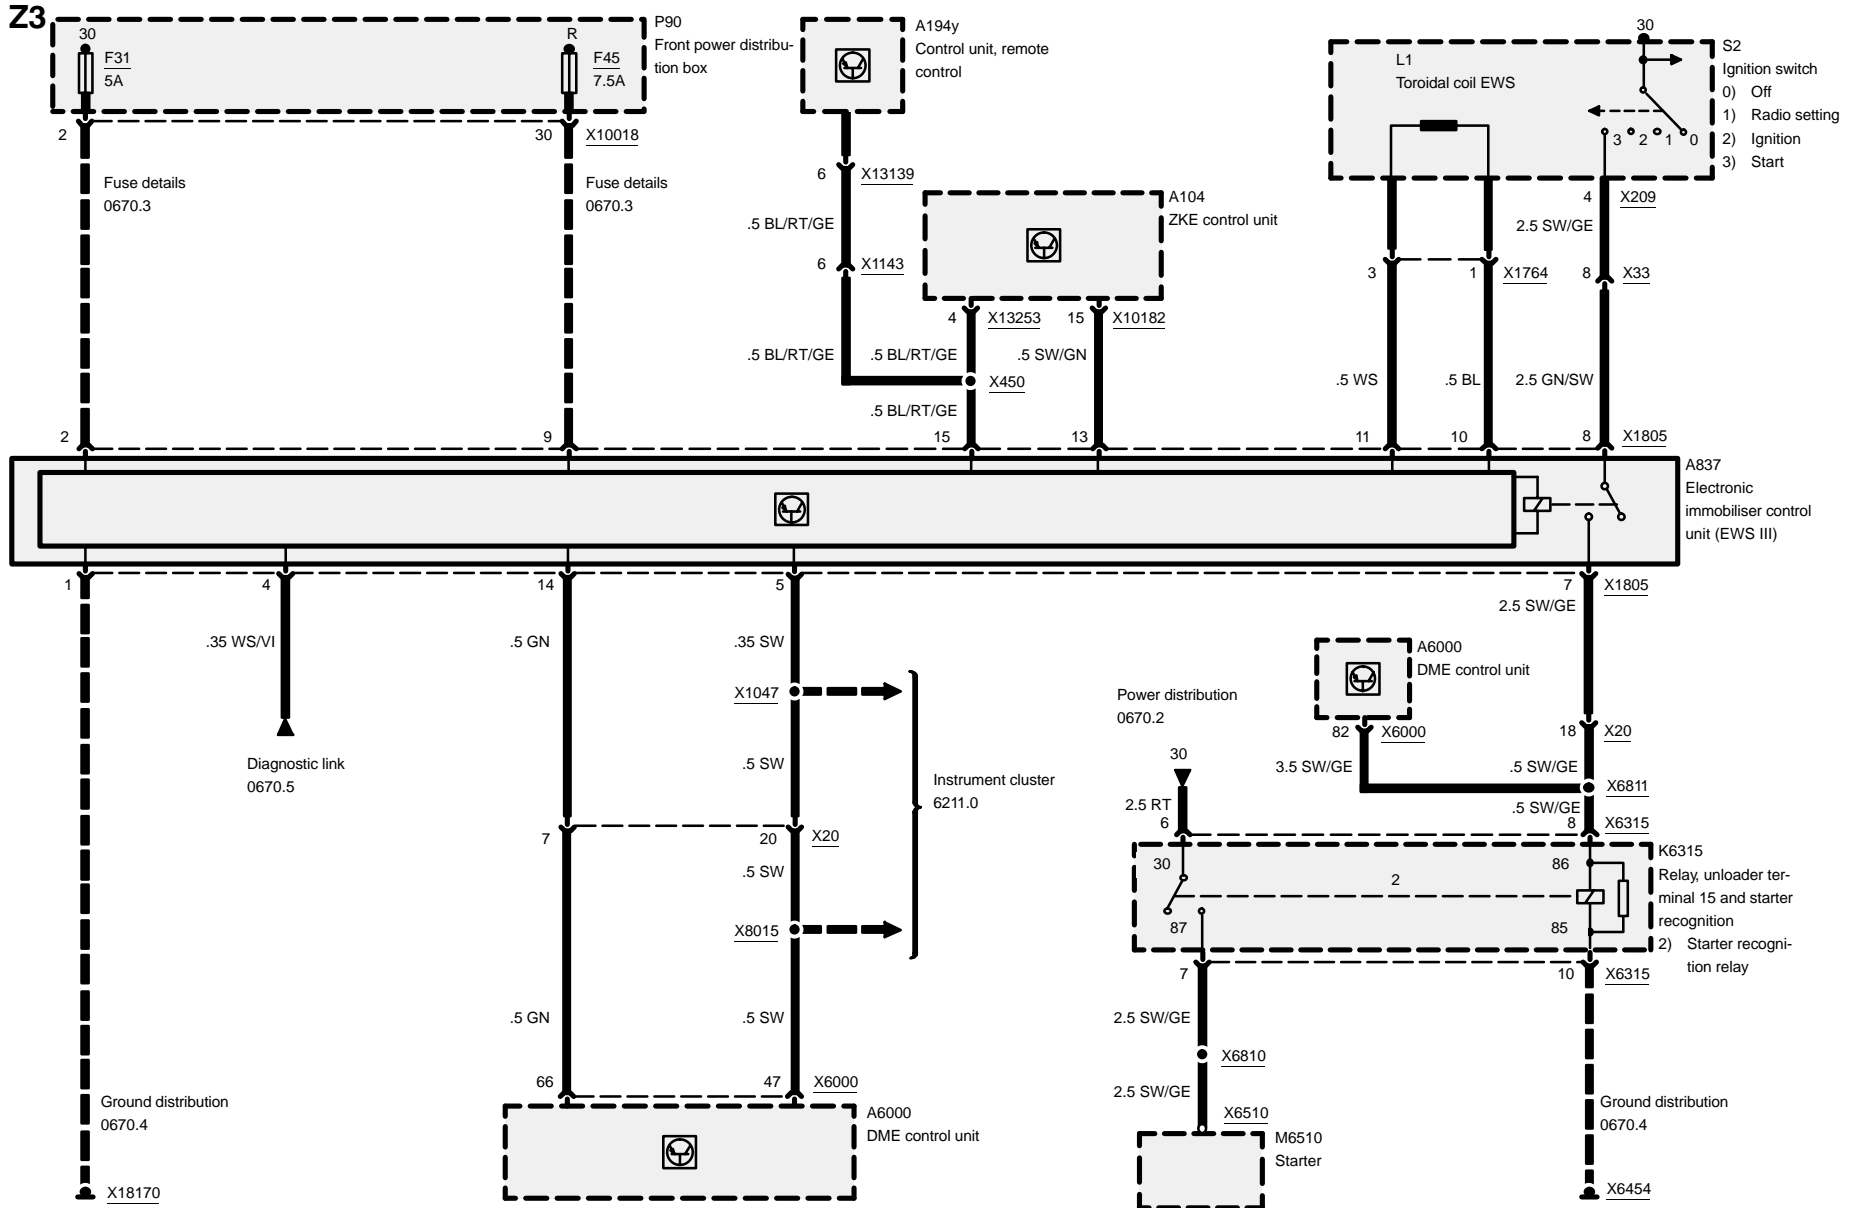 Z3
30
F31
5A
R
F45
7.5A
P90
Front power distribu-
tion box
2
30
X10018
Fuse details
0670.3
Fuse details
0670.3
A194y
Control unit, remote
control
6
X13139
.5 BL/RT/GE
6
X1143
.5 BL/RT/GE
A104
ZKE control unit
4
X13253
15
X10182
.5 BL/RT/GE
.5 SW/GN
X450
.5 BL/RT/GE
L1
Toroidal coil EWS
30
3 2 1 0
S2
Ignition switch
0) Off
1) Radio setting
2) Ignition
3) Start
4
X209
2.5 SW/GE
3
1
X1764
8
X33
.5 WS
.5 BL
2.5 GN/SW
2
9
15
13
11
10
8
X1805
A837
Electronic
immobiliser control
unit (EWS III)
1
4
14
5
7
X1805
2.5 SW/GE
.35 WS/VI
.5 GN
.35 SW
X1047
Diagnostic link
0670.5
.5 SW
Instrument cluster
6211.0
7
20
X20
.5 SW
X8015
.5 GN
.5 SW
66
47
X6000
A6000
DME control unit
Ground distribution
0670.4
X18170
A6000
DME control unit
82
X6000
3.5 SW/GE
Power distribution
0670.2
30
2.5 RT
6
18
X20
.5 SW/GE
X6811
.5 SW/GE
8
X6315
30
87
2
86
85
K6315
Relay, unloader ter-
minal 15 and starter
recognition
2) Starter recogni-
tion relay
7
10
X6315
2.5 SW/GE
X6810
2.5 SW/GE
X6510
M6510
Starter
Ground distribution
0670.4
X6454